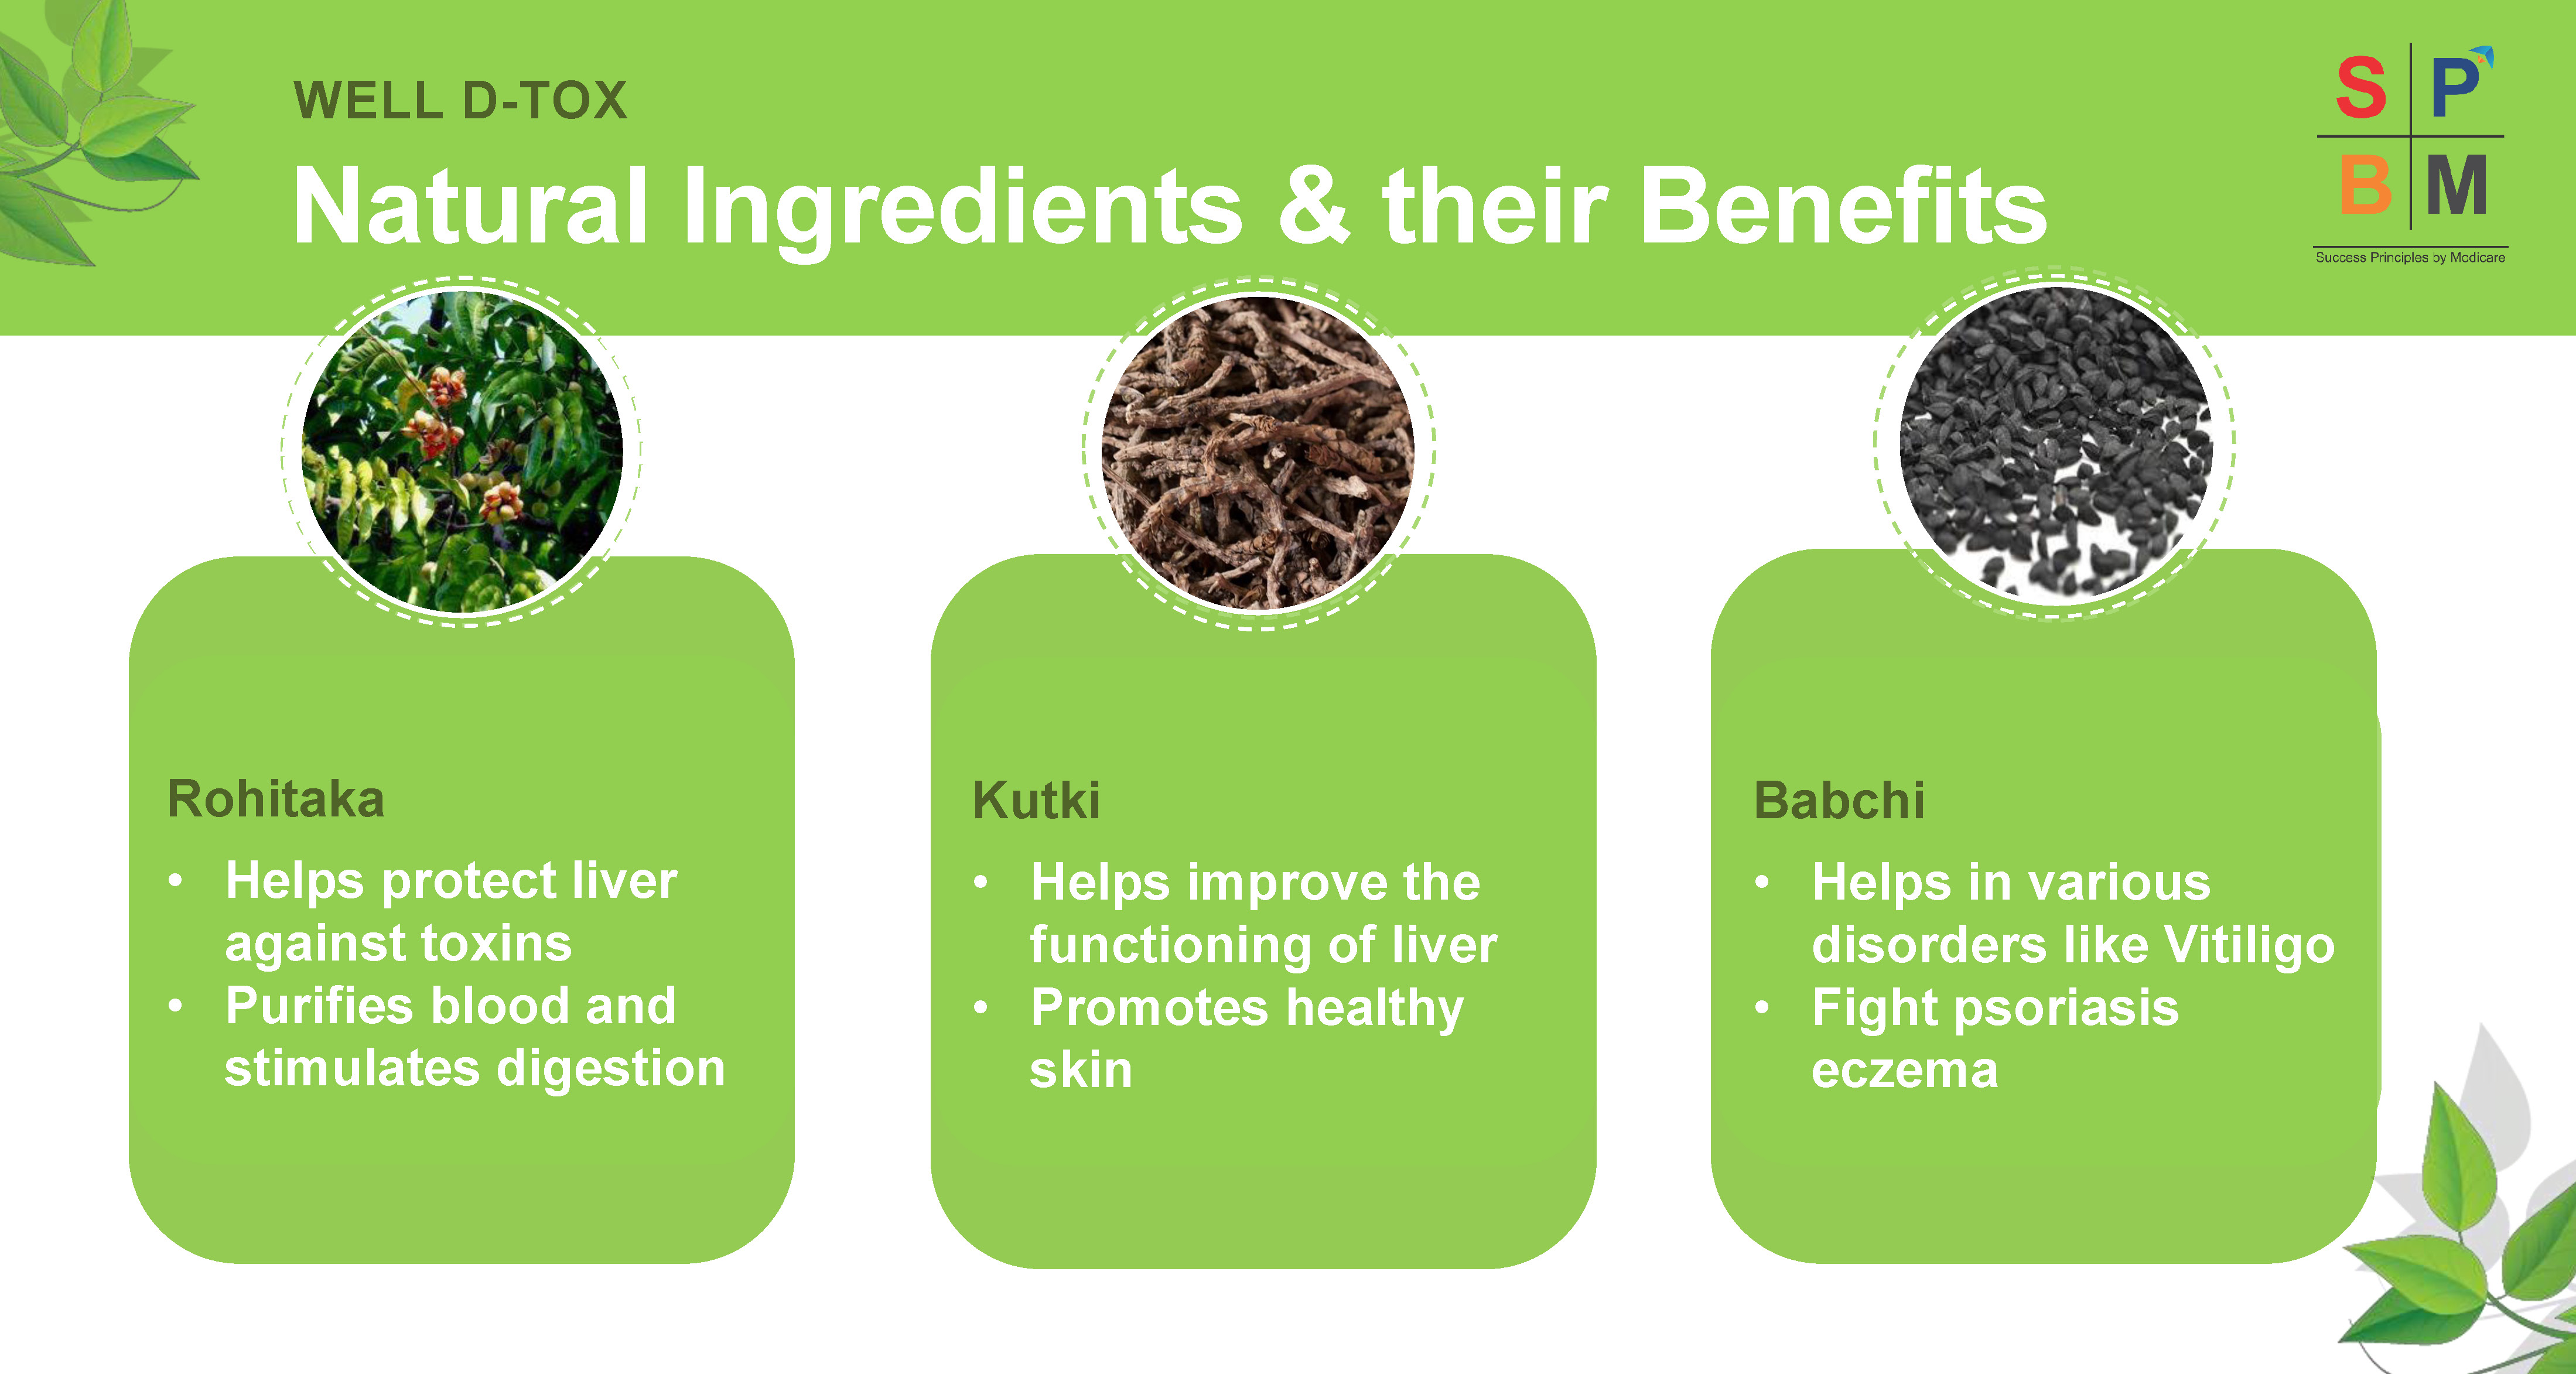 WELL D-TOX
Natural Ingredients & their Benefits
S P
B M
Success Principles by Modicare
Rohitaka
• Helps protect liver
against toxins
• Purifies blood and
stimulates digestion
Kutki
• Helps improve the
functioning of liver
• Promotes healthy
skin
Babchi
• Helps in various
disorders like Vitiligo
• Fight psoriasis
eczema